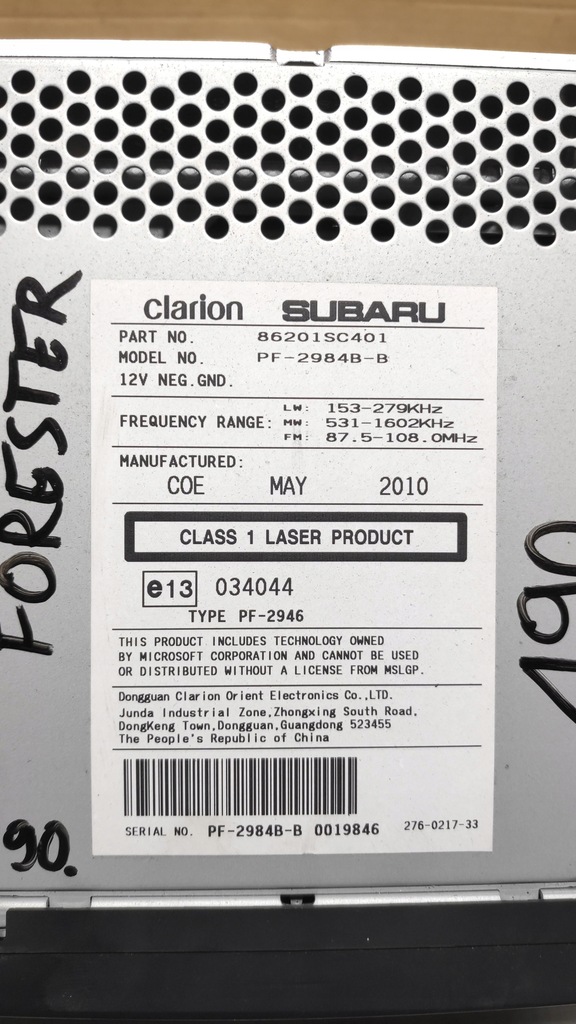 clarion SUBARU
PART NO. 86201SC401
MODEL NO. PF-2984B-B
12V NEG.GND.
FREQUENCY RANGE: LW: 153-279KHz
MW: 531-1602KHz
FM: 87.5-108.0MHz
MANUFACTURED:
COE MAY 2010
CLASS 1 LASER PRODUCT
e13 034044
TYPE PF-2946
THIS PRODUCT INCLUDES TECHNOLOGY OWNED
BY MICROSOFT CORPORATION AND CANNOT BE USED
OR DISTRIBUTED WITHOUT A LICENSE FROM MSLGP.
Dongguan Clarion Orient Electronics Co.,LTD.
Junda Industrial Zone,Zhongxing South Road,
DongKeng Town,Dongguan,Guangdong 523455
The People's Republic of China
SERIAL NO. PF-2984B-B 0019846 276-0217-33
FORESTER
90.
190